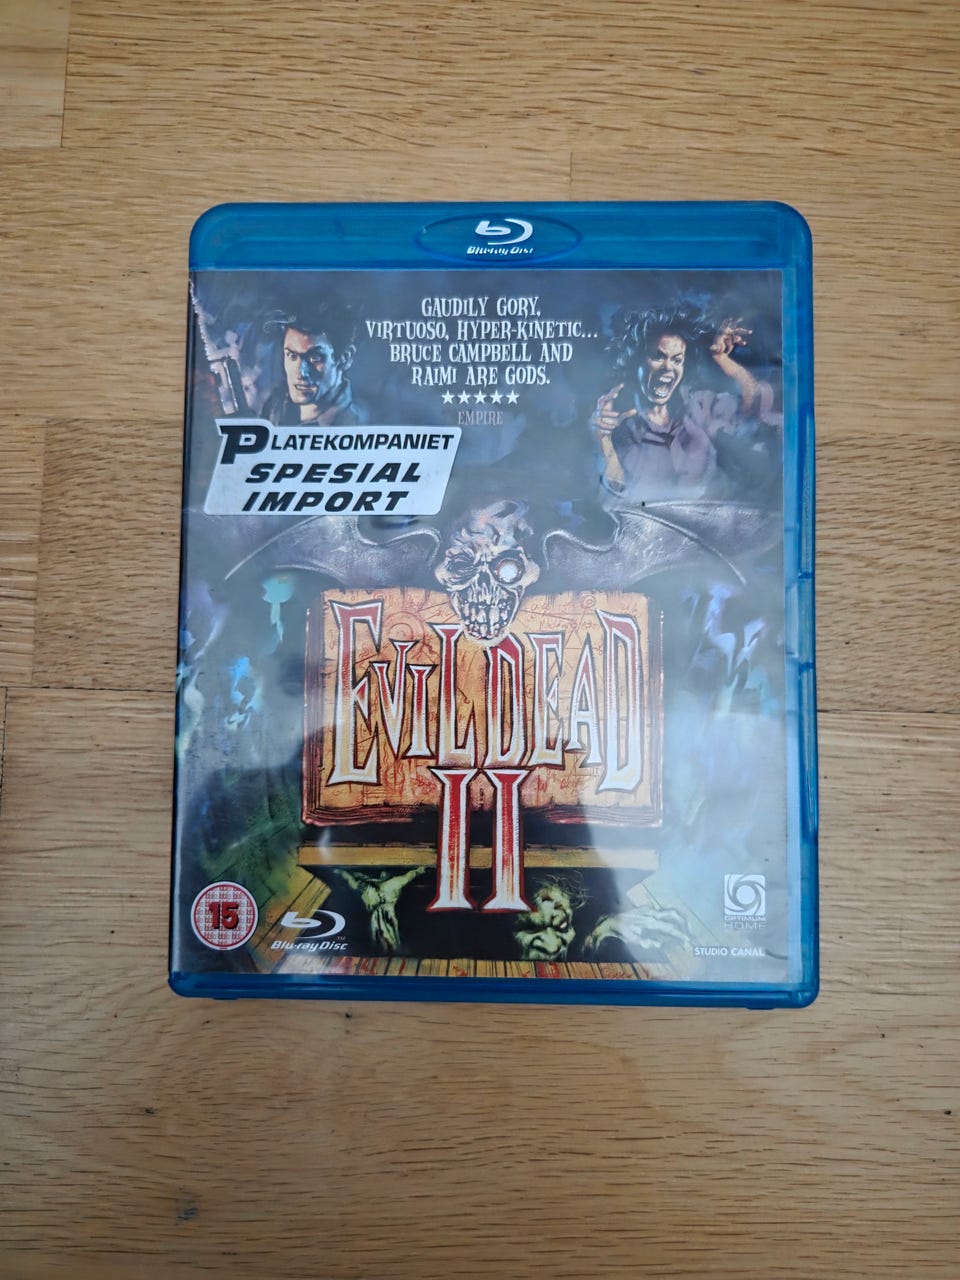 Blu-ray Disc
GAUDILY GORY,
VIRTUOSO, HYPER-KINETIC...
BRUCE CAMPBELL AND
RAIMI ARE GODS.
★★★★★
EMPIRE
PLATEKOMPANIET
SPESIAL
IMPORT
EVIL DEAD
II
15
Blu-ray Disc™
OPTIMUM
HOME
STUDIO CANAL